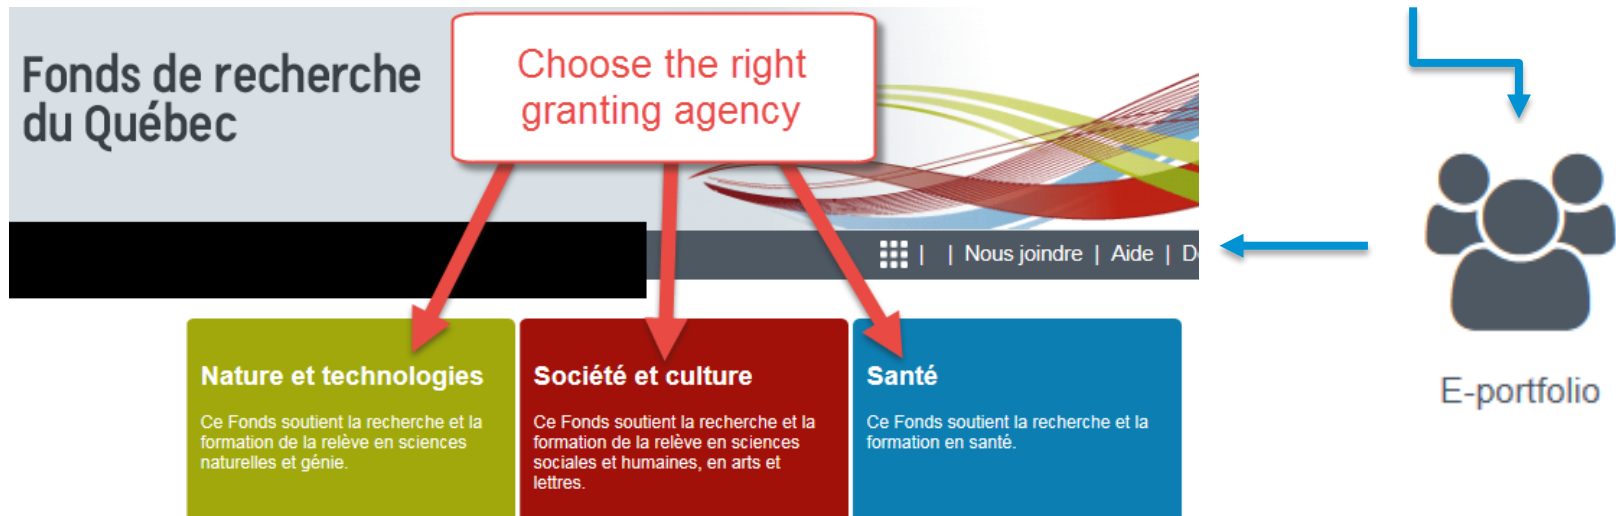 Fonds de recherche
du Québec
Choose the right
granting agency
| | Nous joindre | Aide |
Nature et technologies
Ce Fonds soutient la recherche et la
formation de la relève en sciences
naturelles et génie.
Société et culture
Ce Fonds soutient la recherche et la
formation de la relève en sciences
sociales et humaines, en arts et
lettres.
Santé
Ce Fonds soutient la recherche et la
formation en santé.
E-portfolio